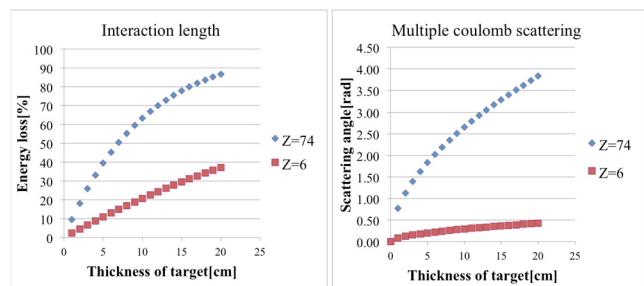 Interaction length
100
90
80
70
60
50
40
30
20
10
0
Energy loss[%]
0 5 10 15 20 25
Thickness of target[cm]
Z=74
Z=6
Multiple coulomb scattering
4.50
4.00
3.50
3.00
2.50
2.00
1.50
1.00
0.50
0.00
Scattering angle[rad]
0 5 10 15 20 25
Thickness of target[cm]
Z=74
Z=6